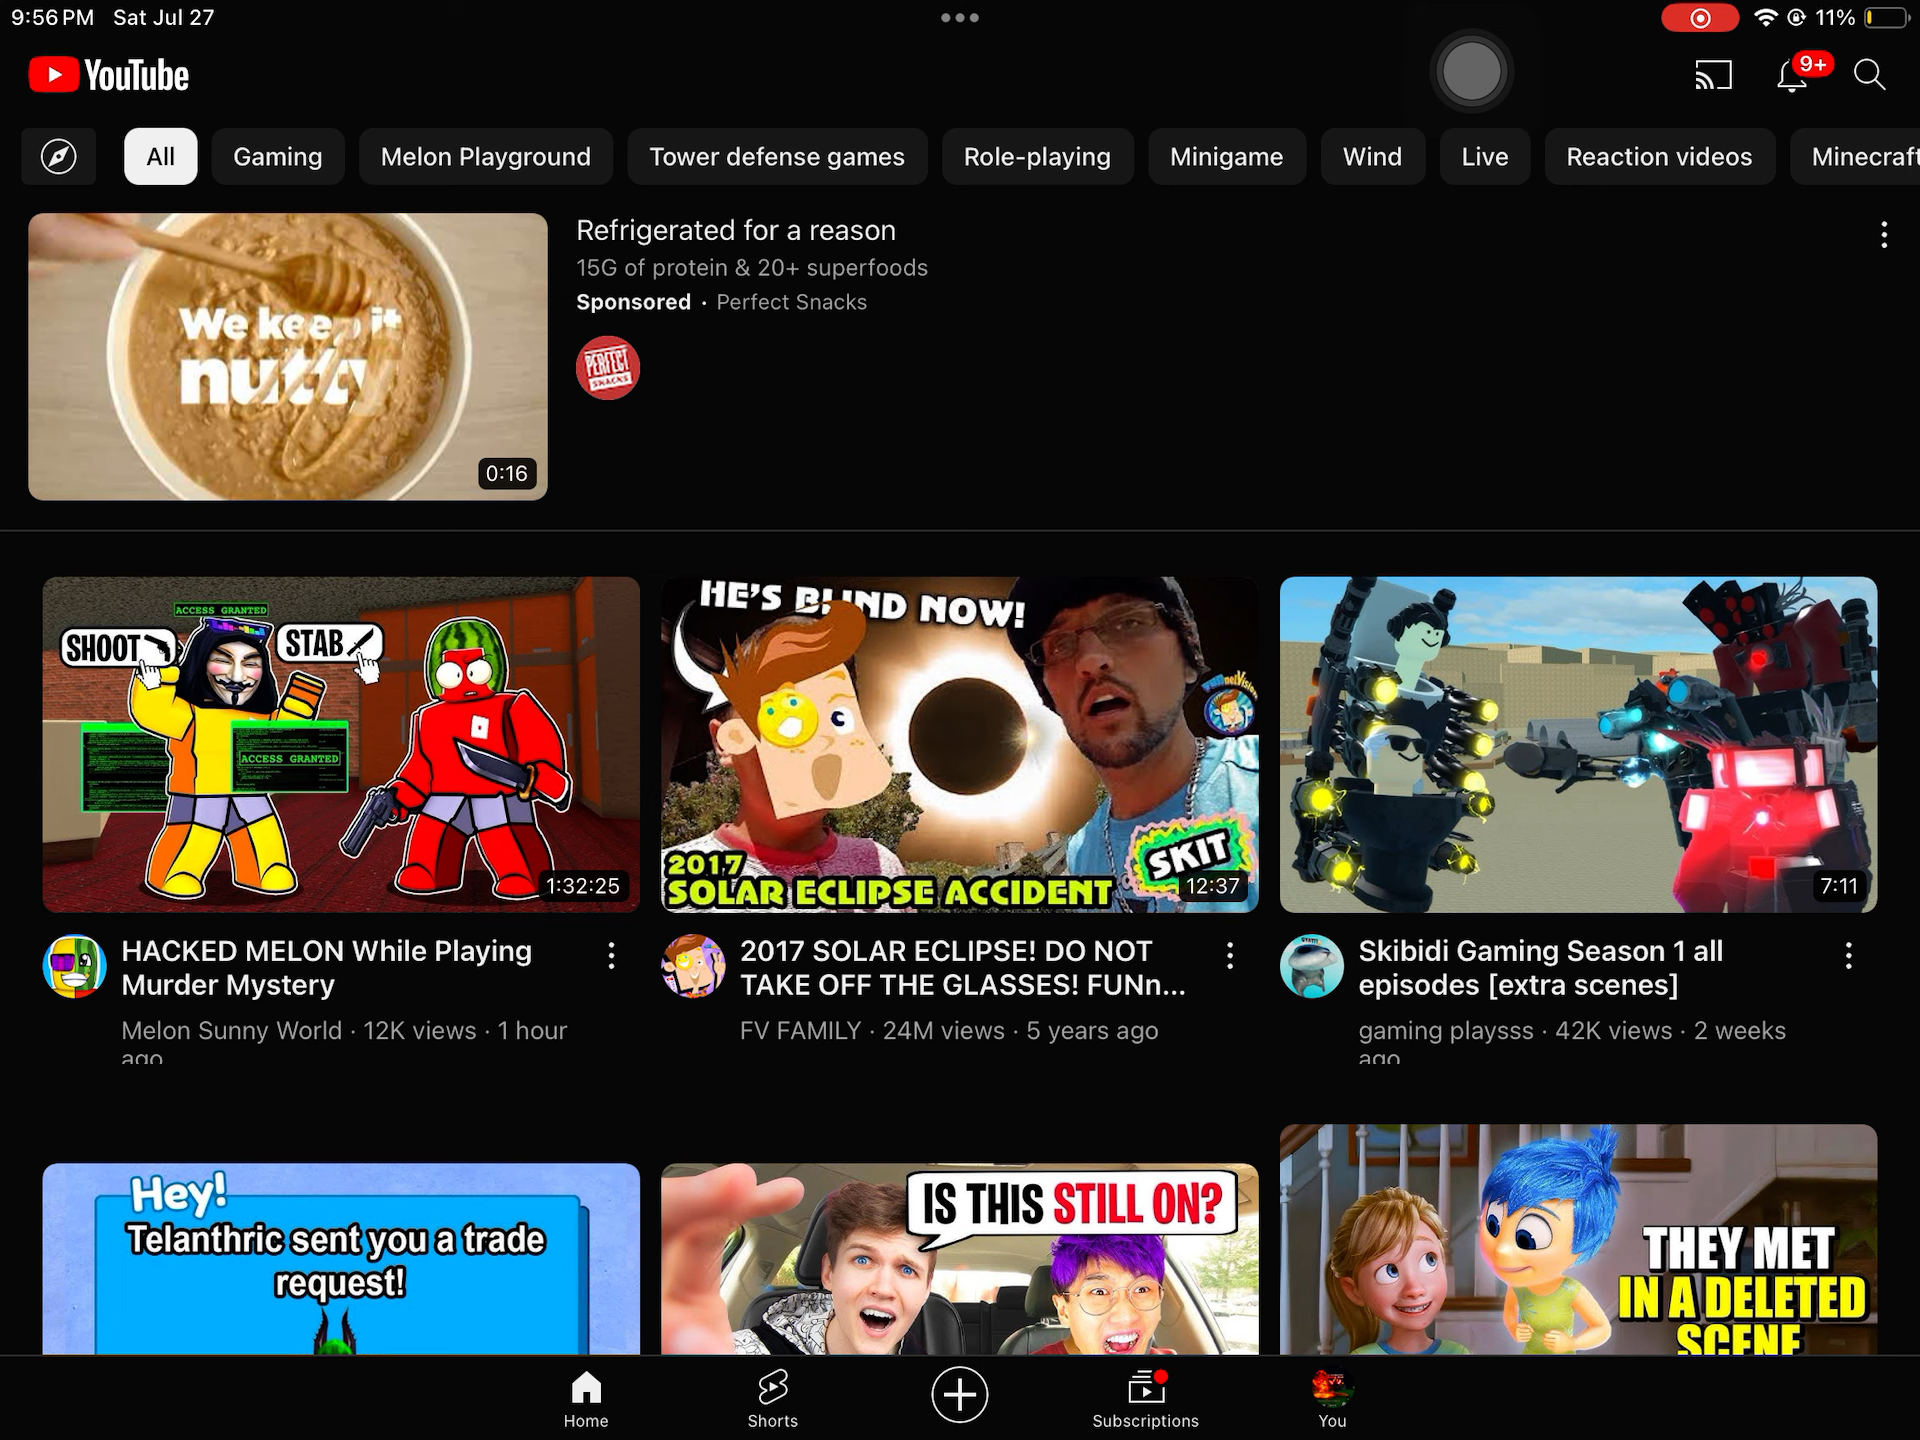 9:56 PM Sat Jul 27
11%
YouTube
9+
All
Gaming
Melon Playground
Tower defense games
Role-playing
Minigame
Wind
Live
Reaction videos
Minecraft
We keep it
nutty
0:16
Refrigerated for a reason
15G of protein & 20+ superfoods
Sponsored · Perfect Snacks
PERFECT
SNACKS
ACCESS GRANTED
SHOOT
STAB
ACCESS GRANTED
1:32:25
HE'S BLIND NOW!
FUNnelVision
2017
SOLAR ECLIPSE ACCIDENT
SKIT
12:37
7:11
HACKED MELON While Playing
Murder Mystery
Melon Sunny World · 12K views · 1 hour
ago
2017 SOLAR ECLIPSE! DO NOT
TAKE OFF THE GLASSES! FUNn...
FV FAMILY · 24M views · 5 years ago
Skibidi Gaming Season 1 all
episodes [extra scenes]
gaming playsss · 42K views · 2 weeks
ago
Hey!
Telanthric sent you a trade
request!
IS THIS STILL ON?
THEY MET
IN A DELETED
SCENE
Home
Shorts
Subscriptions
You